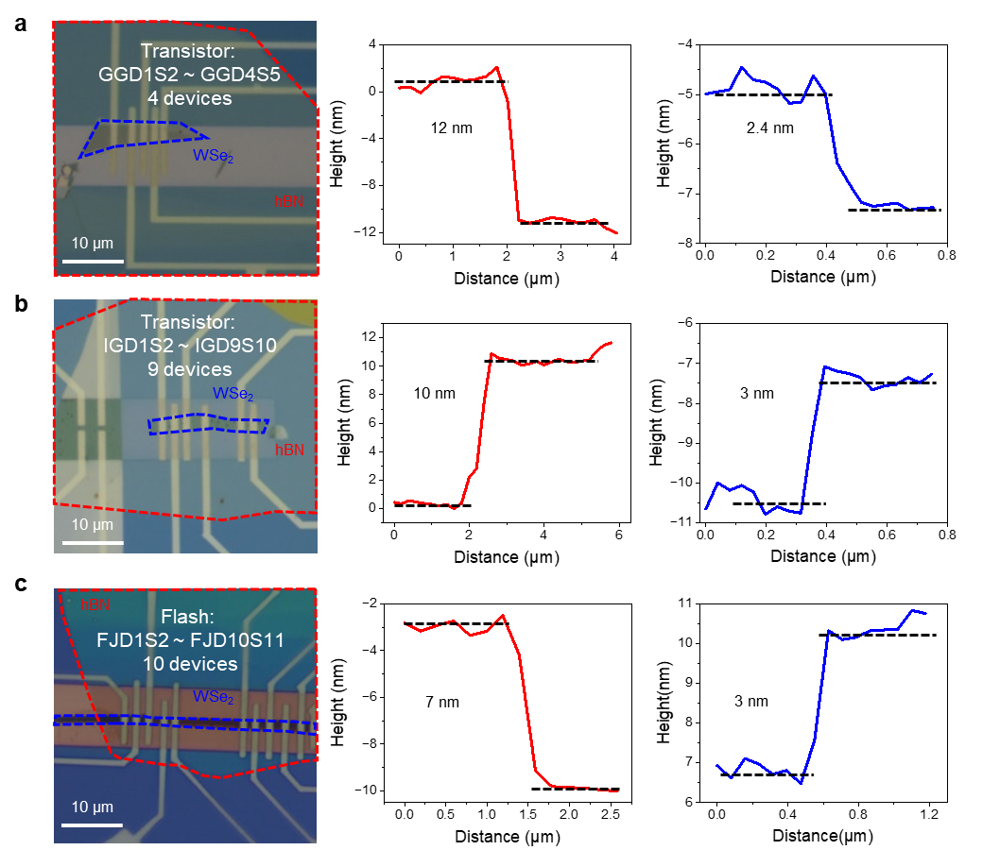 a
Transistor:
GGD1S2 ~ GGD4S5
4 devices
WSe2
hBN
10 µm
4
0
−4
−8
−12
Height (nm)
12 nm
0
1
2
3
4
Distance (µm)
−4
−5
−6
−7
−8
Height (nm)
2.4 nm
0.0
0.2
0.4
0.6
0.8
Distance (µm)
b
Transistor:
IGD1S2 ~ IGD9S10
9 devices
WSe2
hBN
10 µm
12
10
8
6
4
2
0
Height (nm)
10 nm
0
2
4
6
Distance (µm)
−6
−7
−8
−9
−10
−11
Height (nm)
3 nm
0.0
0.2
0.4
0.6
0.8
Distance (µm)
c
hBN
Flash:
FJD1S2 ~ FJD10S11
10 devices
WSe2
10 µm
−2
−4
−6
−8
−10
Height (nm)
7 nm
0.0
0.5
1.0
1.5
2.0
2.5
Distance (µm)
11
10
9
8
7
6
Height(nm)
3 nm
0.0
0.4
0.8
1.2
Distance(µm)